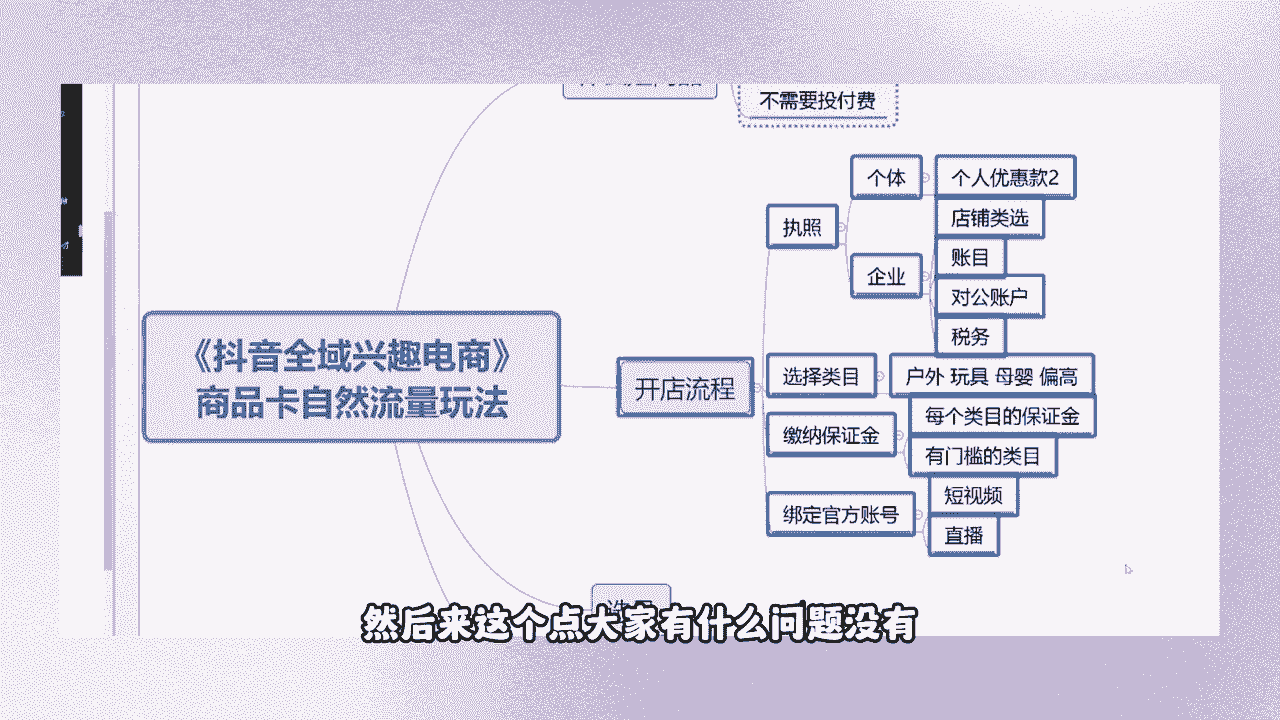 不需要投付费
个体
个人优惠款2
店铺类选
执照
账目
企业
对公账户
税务
《抖音全域兴趣电商》
商品卡自然流量玩法
开店流程
选择类目
户外 玩具 母婴 偏高
每个类目的保证金
缴纳保证金
有门槛的类目
短视频
绑定官方账号
直播
然后来这个点大家有什么问题没有